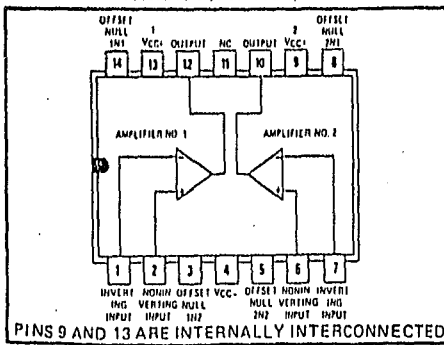 OFFSET NULL 1N1
1 VCC+
OUTPUT
NC
OUTPUT
2 VCC+
OFFSET NULL 2N1
14 13 12 11 10 9 8
AMPLIFIER NO. 1
AMPLIFIER NO. 2
- + - +
1 2 3 4 5 6 7
INVERT ING INPUT
NONIN VERTING INPUT
OFFSET NULL 1N2
VCC-
OFFSET NULL 2N2
NONIN VERTING INPUT
INVERT ING INPUT
PINS 9 AND 13 ARE INTERNALLY INTERCONNECTED